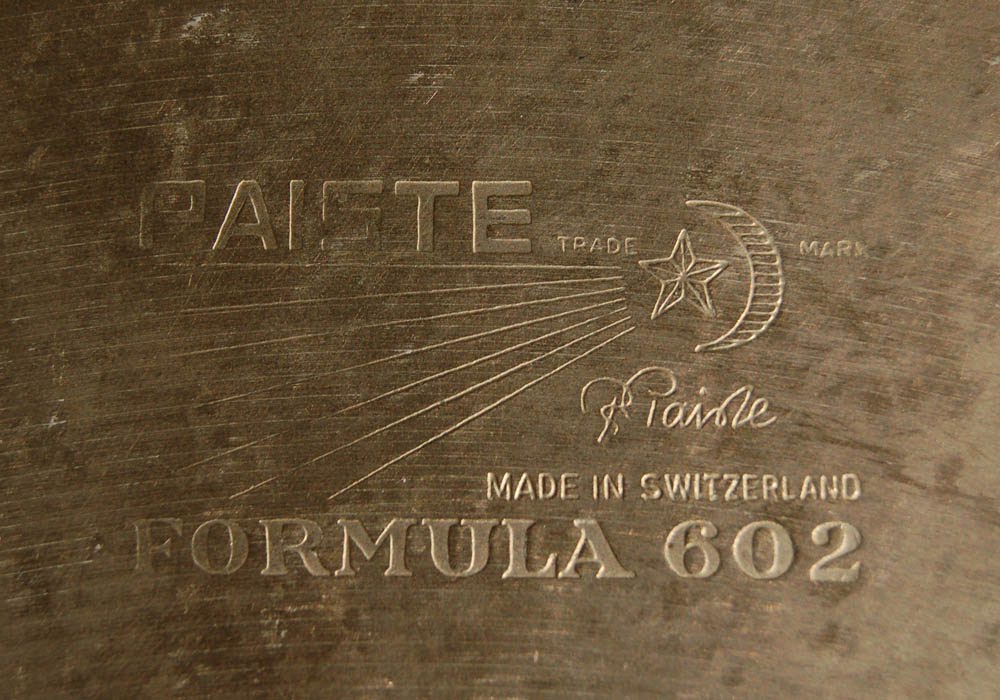 PAISTE
TRADE MARK
R Paiste
MADE IN SWITZERLAND
FORMULA 602